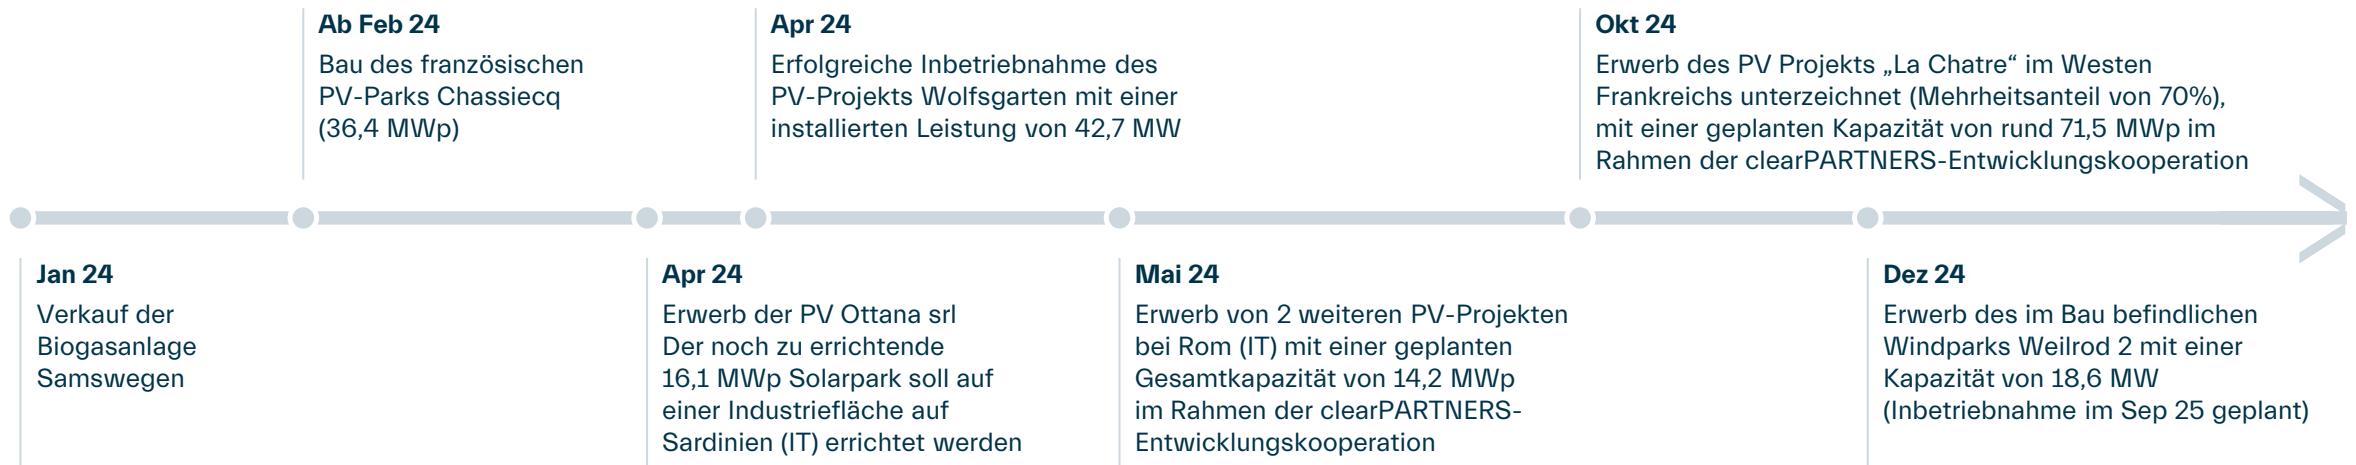 Ab Feb 24
Bau des französischen
PV-Parks Chassiecq
(36,4 MWp)
Apr 24
Erfolgreiche Inbetriebnahme des
PV-Projekts Wolfsgarten mit einer
installierten Leistung von 42,7 MW
Okt 24
Erwerb des PV Projekts „La Chatre“ im Westen
Frankreichs unterzeichnet (Mehrheitsanteil von 70%),
mit einer geplanten Kapazität von rund 71,5 MWp im
Rahmen der clearPARTNERS-Entwicklungskooperation
Jan 24
Verkauf der
Biogasanlage
Samswegen
Apr 24
Erwerb der PV Ottana srl
Der noch zu errichtende
16,1 MWp Solarpark soll auf
einer Industriefläche auf
Sardinien (IT) errichtet werden
Mai 24
Erwerb von 2 weiteren PV-Projekten
bei Rom (IT) mit einer geplanten
Gesamtkapazität von 14,2 MWp
im Rahmen der clearPARTNERS-
Entwicklungskooperation
Dez 24
Erwerb des im Bau befindlichen
Windparks Weilrod 2 mit einer
Kapazität von 18,6 MW
(Inbetriebnahme im Sep 25 geplant)